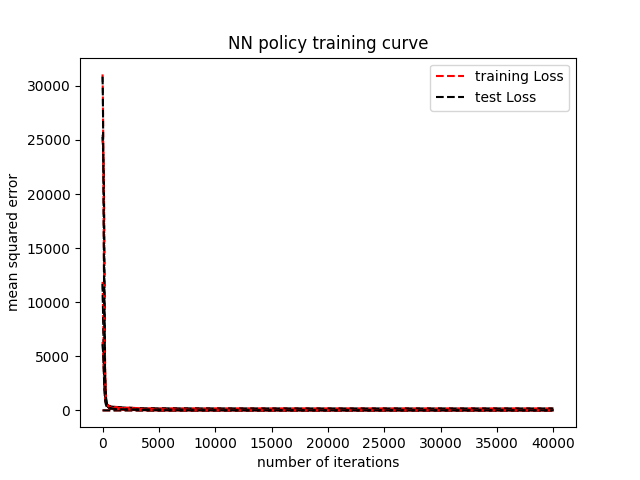 NN policy training curve
training Loss
test Loss
mean squared error
30000
25000
20000
15000
10000
5000
0
0 5000 10000 15000 20000 25000 30000 35000 40000
number of iterations